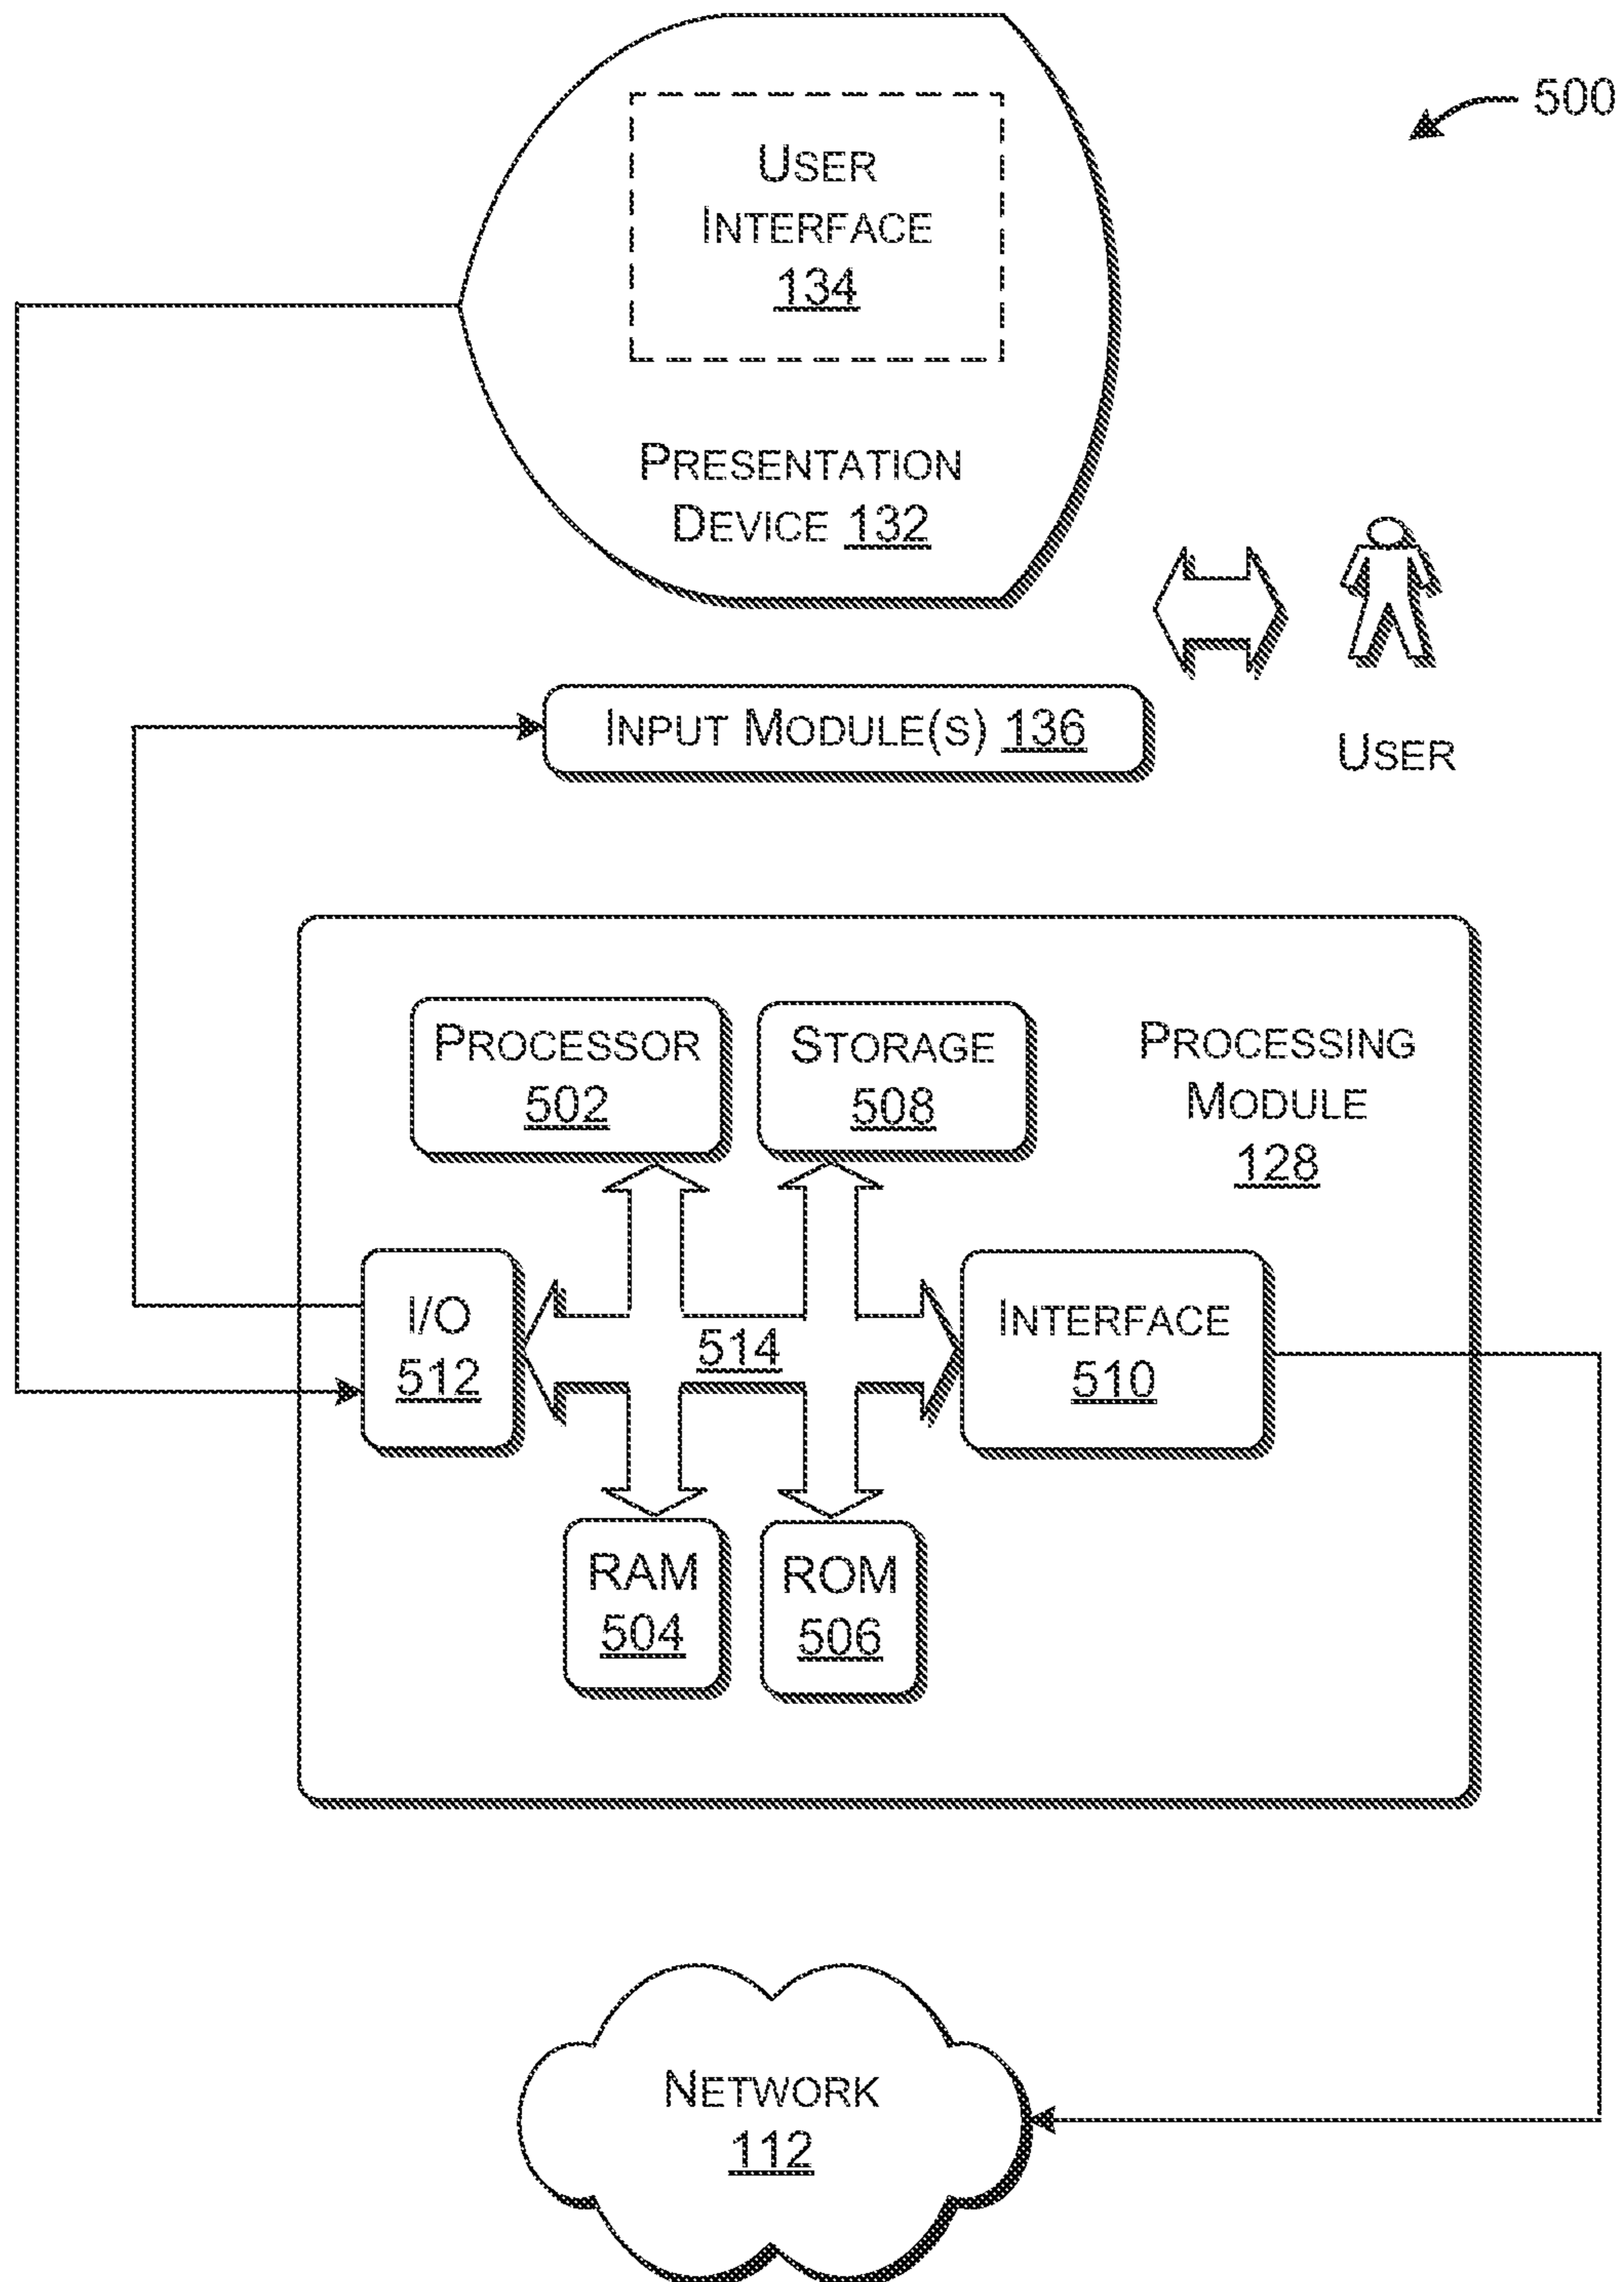 500
USER
INTERFACE
134
PRESENTATION
DEVICE 132
INPUT MODULE(S) 136
USER
PROCESSOR
502
STORAGE
508
PROCESSING
MODULE
128
I/O
512
514
INTERFACE
510
RAM
504
ROM
506
NETWORK
112